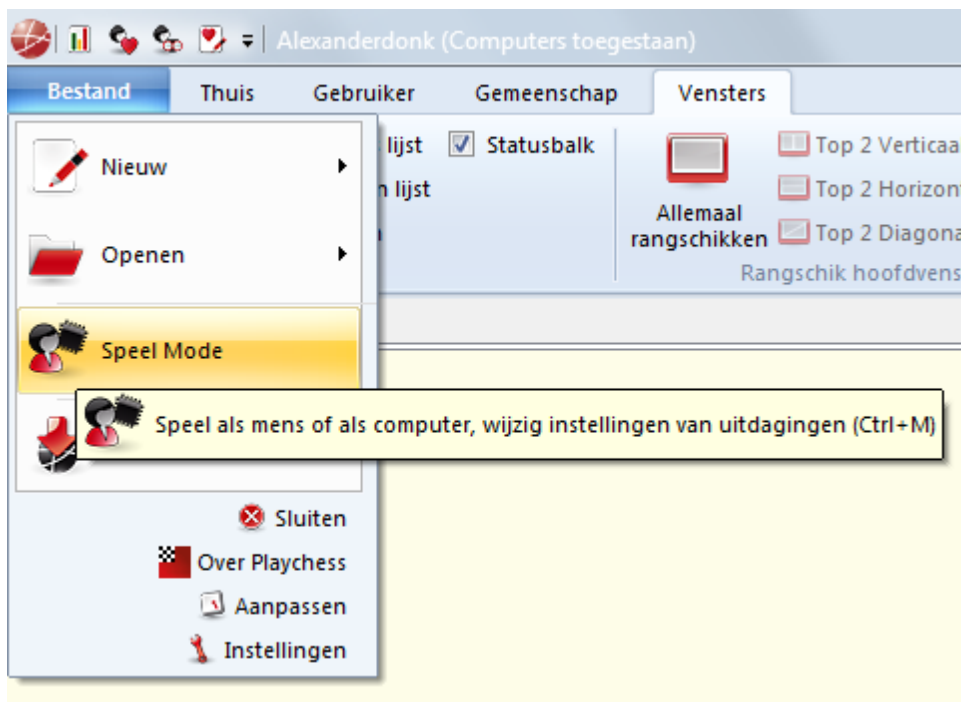 Alexanderdonk (Computers toegestaan)
Bestand Thuis Gebruiker Gemeenschap Vensters
Nieuw
Openen
Speel Mode
Speel als mens of als computer, wijzig instellingen van uitdagingen (Ctrl+M)
Sluiten
Over Playchess
Aanpassen
Instellingen
lijst Statusbalk
lijst
Allemaal
rangschikken
Top 2 Verticaa
Top 2 Horizon
Top 2 Diagona
Rangschik hoofdvens